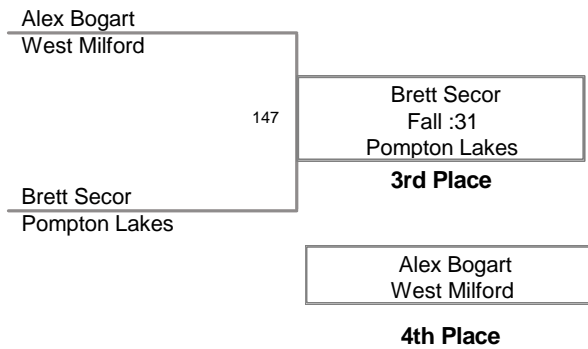 Alex Bogart
West Milford
147
Brett Secor
Fall :31
Pompton Lakes
3rd Place
Brett Secor
Pompton Lakes
Alex Bogart
West Milford
4th Place